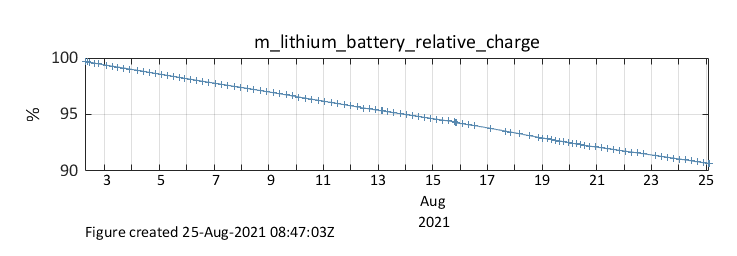 m_lithium_battery_relative_charge
100
95
90
%
3 5 7 9 11 13 15 17 19 21 23 25
Aug
2021
Figure created 25-Aug-2021 08:47:03Z